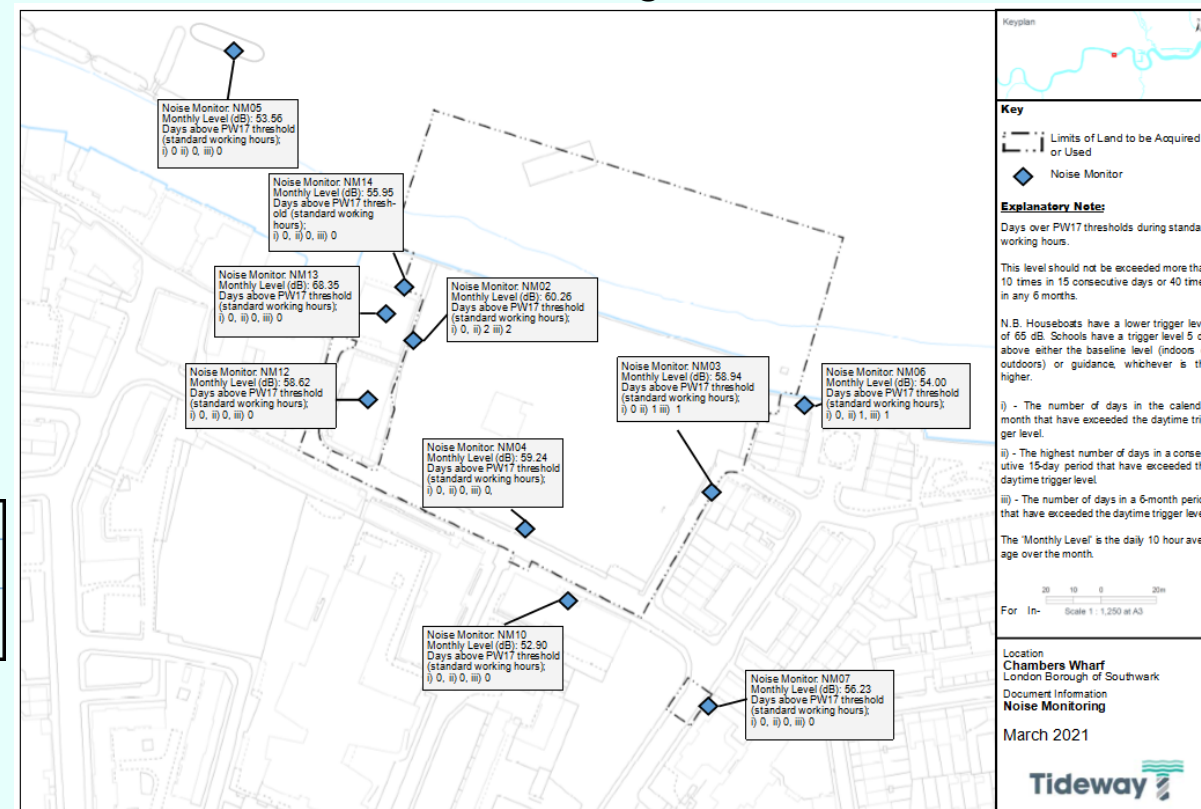 Noise Monitor: NM05
Monthly Level (dB): 53.56
Days above PW17 threshold
(standard working hours);
i) 0 ii) 0, iii) 0
Noise Monitor: NM14
Monthly Level (dB): 55.95
Days above PW17 thresh-
old (standard working
hours);
i) 0, ii) 0, iii) 0
Noise Monitor: NM13
Monthly Level (dB): 68.35
Days above PW17 threshold
(standard working hours);
i) 0, ii) 0, iii) 0
Noise Monitor: NM02
Monthly Level (dB): 60.26
Days above PW17 threshold
(standard working hours);
i) 0, ii) 2 iii) 2
Noise Monitor: NM12
Monthly Level (dB): 58.62
Days above PW17 threshold
(standard working hours);
i) 0, ii) 0, iii) 0
Noise Monitor: NM03
Monthly Level (dB): 58.94
Days above PW17 threshold
(standard working hours);
i) 0 ii) 1 iii) 1
Noise Monitor: NM06
Monthly Level (dB): 54.00
Days above PW17 threshold
(standard working hours);
i) 0, ii) 1, iii) 1
Noise Monitor: NM04
Monthly Level (dB): 59.24
Days above PW17 threshold
(standard working hours);
i) 0, ii) 0, iii) 0,
Noise Monitor: NM10
Monthly Level (dB): 52.90
Days above PW17 threshold
(standard working hours);
i) 0, ii) 0, iii) 0
Noise Monitor: NM07
Monthly Level (dB): 56.23
Days above PW17 threshold
(standard working hours);
i) 0, ii) 0, iii) 0
Keyplan
Key
Limits of Land to be Acquired
or Used
Noise Monitor
Explanatory Note:
Days over PW17 thresholds during standa
working hours.
This level should not be exceeded more tha
10 times in 15 consecutive days or 40 time
in any 6 months.
N.B. Houseboats have a lower trigger lev
of 65 dB. Schools have a trigger level 5 d
above either the baseline level (indoors
outdoors) or guidance, whichever is th
higher.
i) - The number of days in the calend
month that have exceeded the daytime tri
ger level.
ii) - The highest number of days in a conse
utive 15-day period that have exceeded th
daytime trigger level.
iii) - The number of days in a 6-month perio
that have exceeded the daytime trigger leve
The 'Monthly Level' is the daily 10 hour ave
age over the month.
20 10 0 20m
For In- Scale 1 : 1,250 at A3
Location
Chambers Wharf
London Borough of Southwark
Document Information
Noise Monitoring
March 2021
Tideway